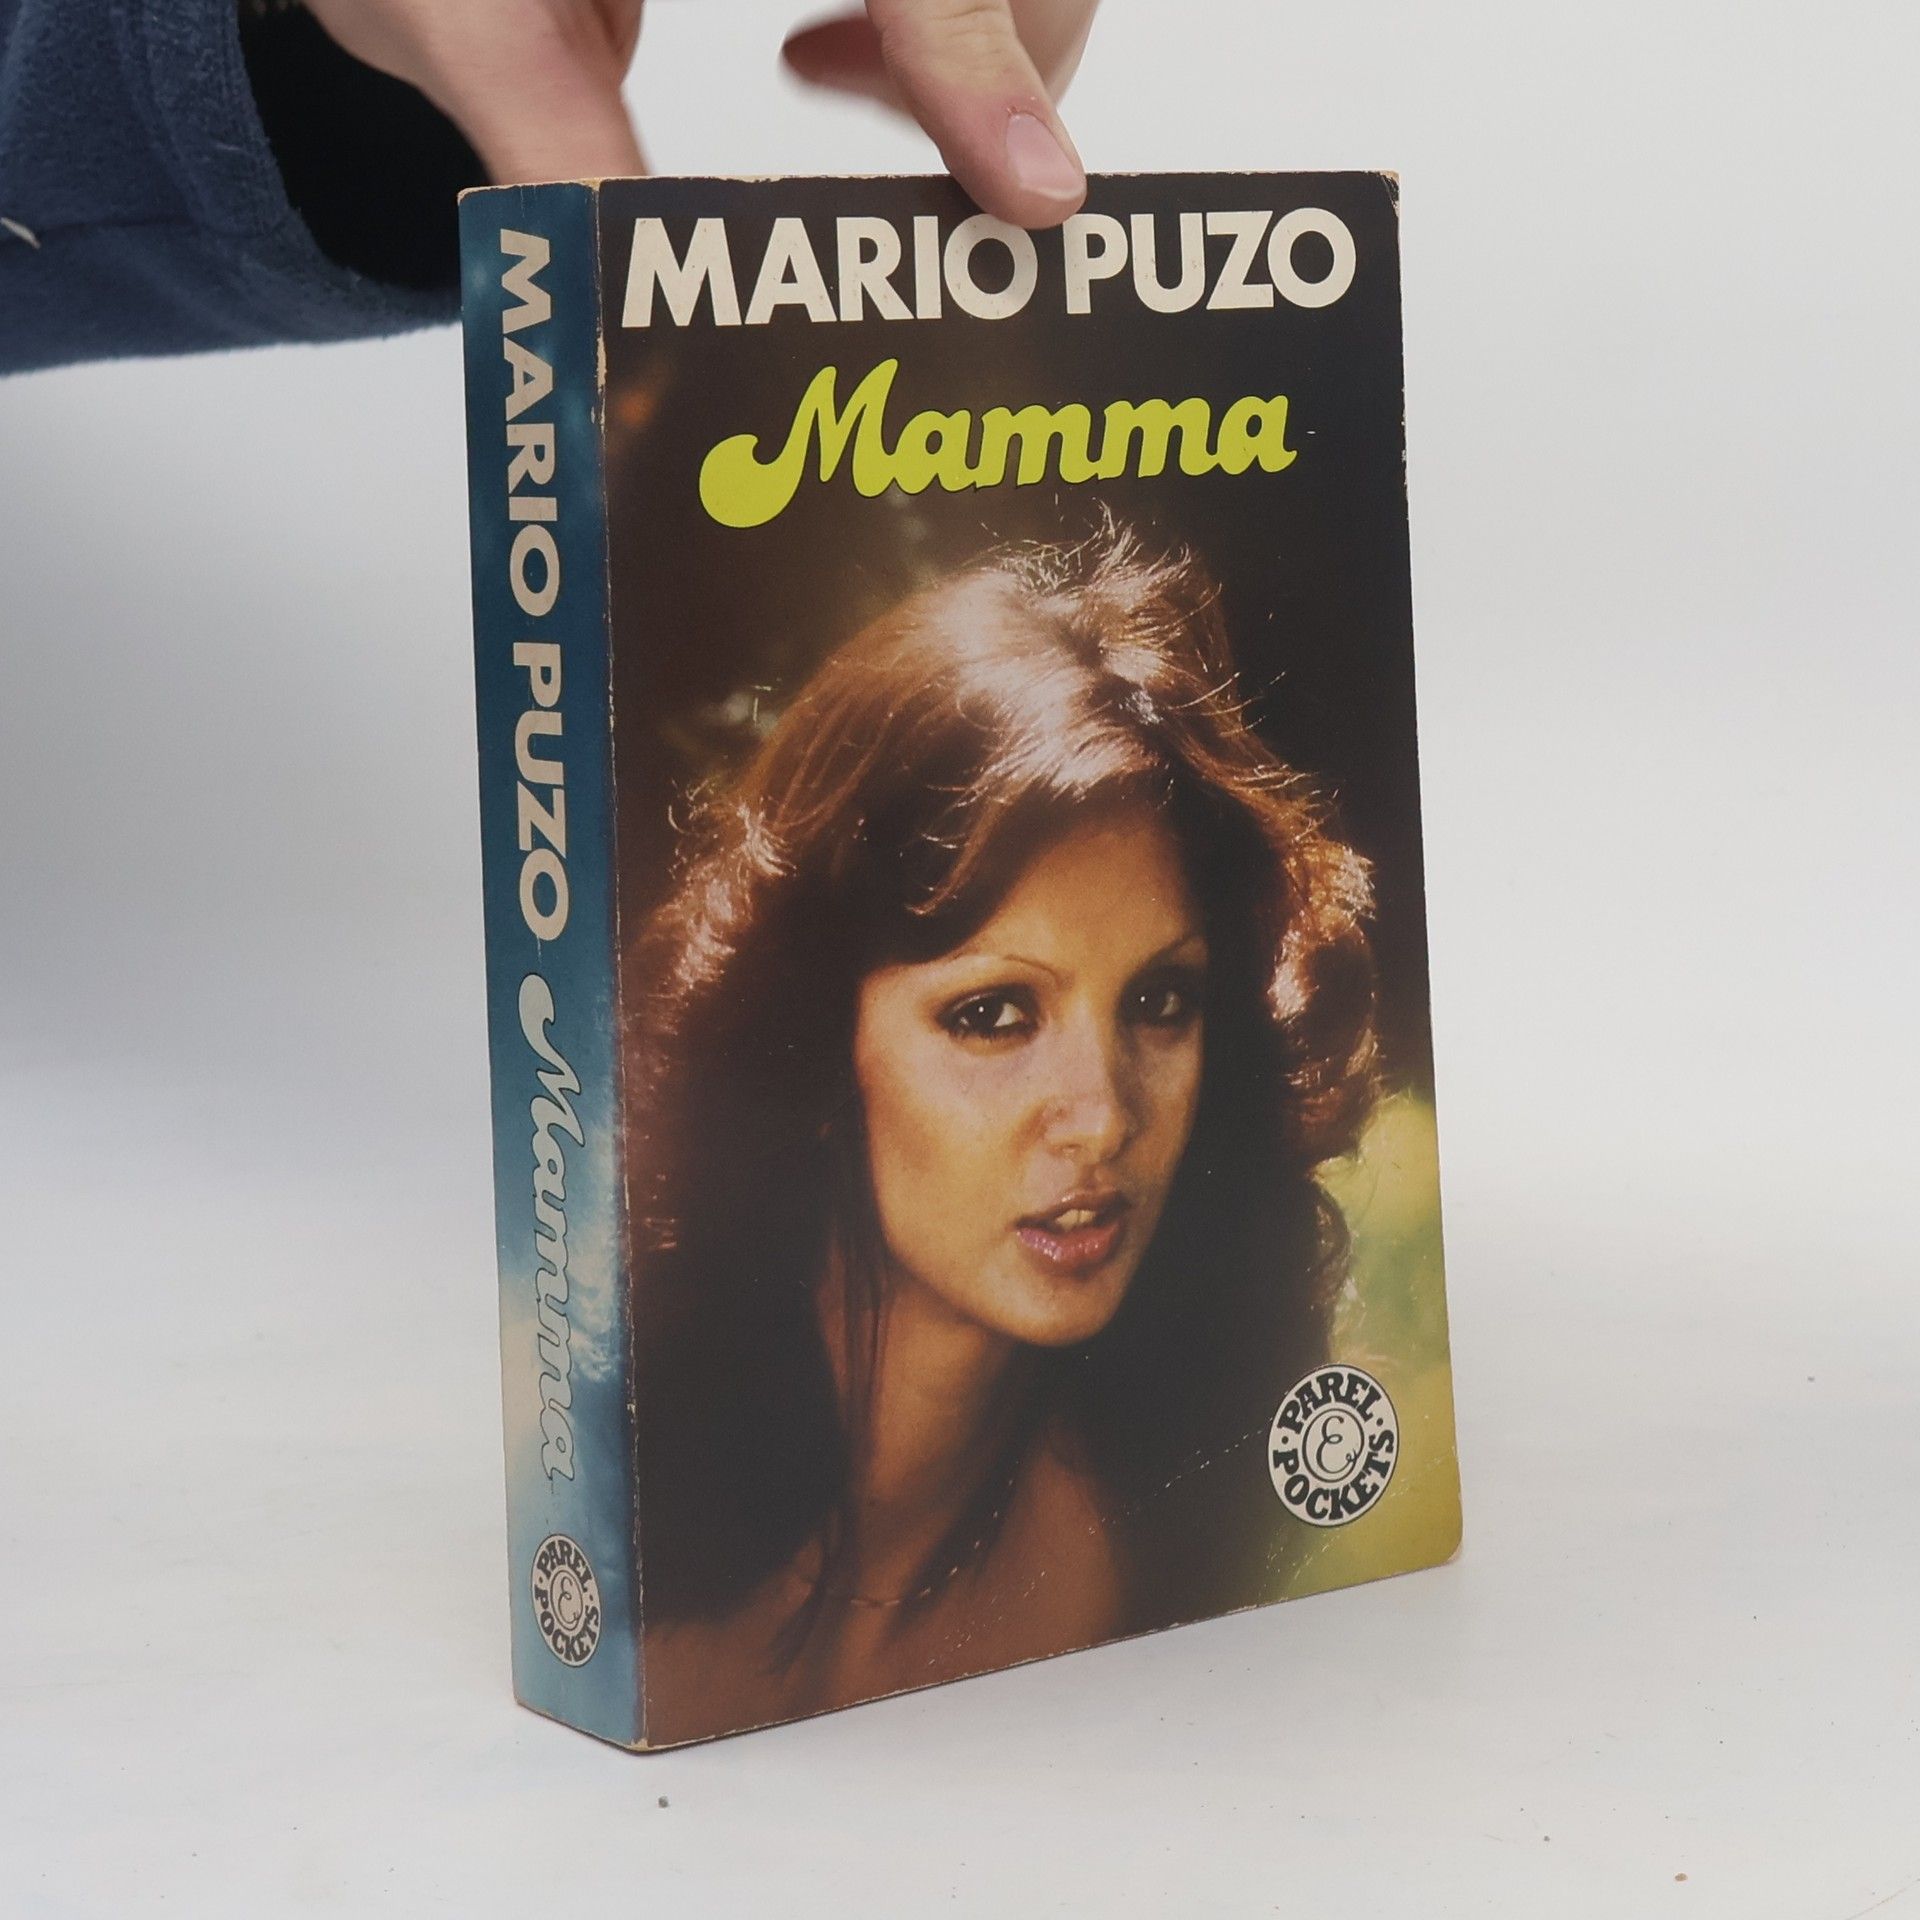 MARIO PUZO
Mamma
PAREL
E
POCKETS
MARIO PUZO Mamma
PAREL
E
POCKETS